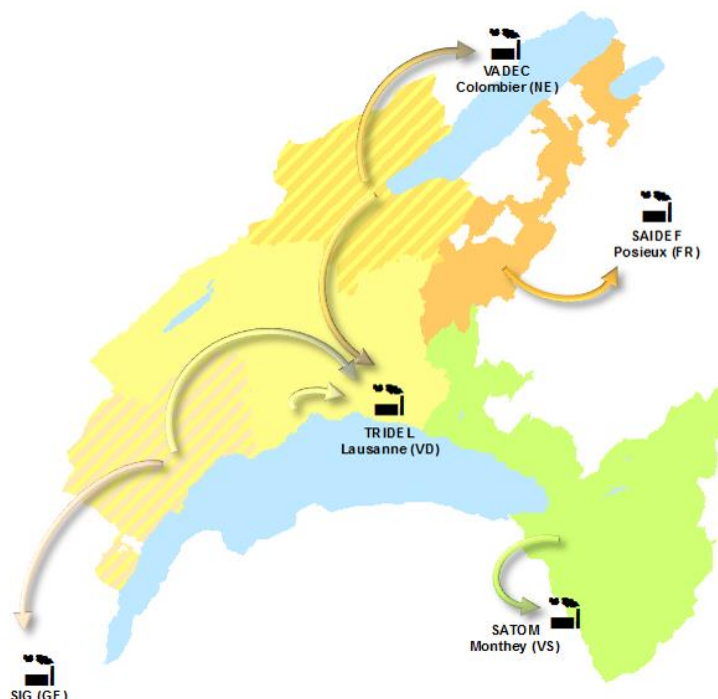 VADEC
Colombier (NE)
SAIDEF
Posieux (FR)
TRIDEL
Lausanne (VD)
SATOM
Monthey (VS)
SIG (GE)